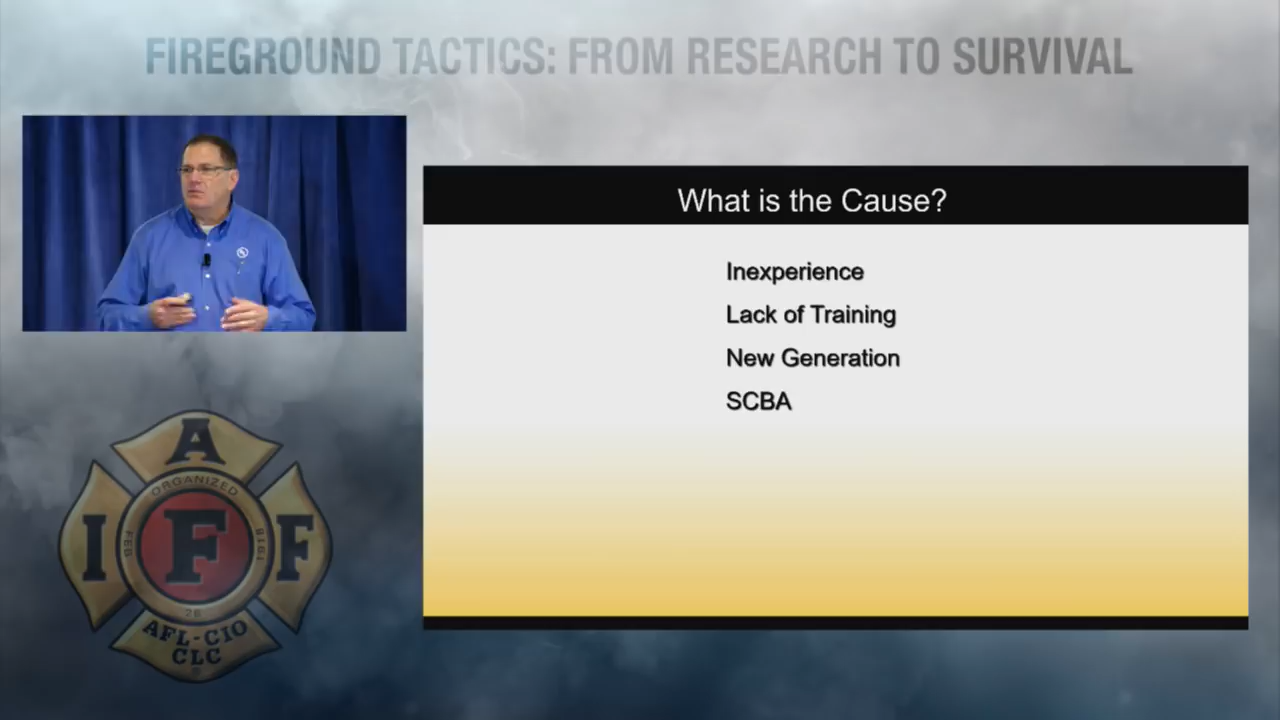 FIREGROUND TACTICS: FROM RESEARCH TO SURVIVAL
What is the Cause?
Inexperience
Lack of Training
New Generation
SCBA
A
ORGANIZED
I F F
FEB 1918
28
AFL-CIO
CLC